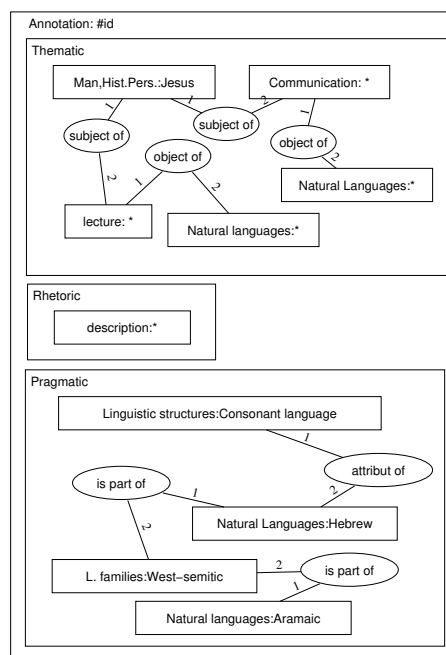 Annotation: #id
Thematic
Man,Hist.Pers.:Jesus
Communication: *
1
1
2
1
subject of
subject of
object of
object of
2
1
2
2
Natural Languages:*
lecture: *
Natural languages:*
Rhetoric
description:*
Pragmatic
Linguistic structures:Consonant language
1
is part of
attribut of
1
2
2
Natural Languages:Hebrew
L. families:West-semitic
2
is part of
1
Natural languages:Aramaic